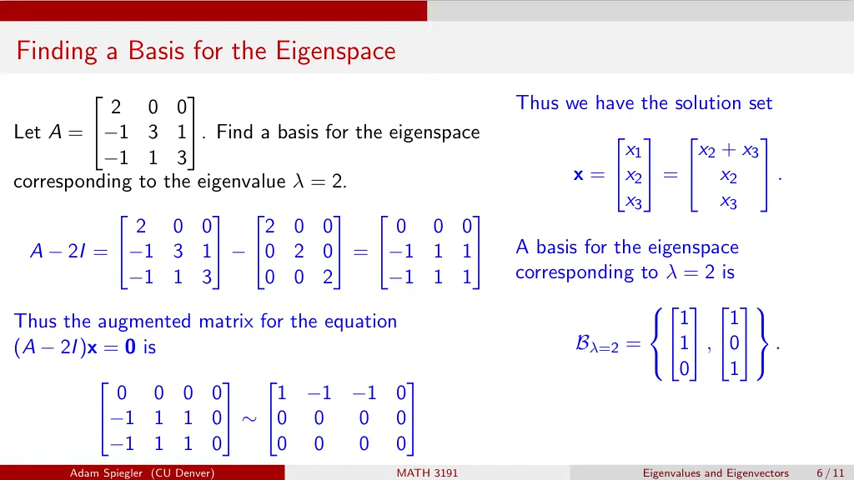 Finding a Basis for the Eigenspace
Let A = [2 0 0; −1 3 1; −1 1 3]. Find a basis for the eigenspace
corresponding to the eigenvalue λ = 2.
A − 2I = [2 0 0; −1 3 1; −1 1 3] − [2 0 0; 0 2 0; 0 0 2] = [0 0 0; −1 1 1; −1 1 1]
Thus the augmented matrix for the equation
(A − 2I)x = 0 is
[0 0 0 0; −1 1 1 0; −1 1 1 0] ~ [1 −1 −1 0; 0 0 0 0; 0 0 0 0]
Thus we have the solution set
x = [x₁; x₂; x₃] = [x₂ + x₃; x₂; x₃].
A basis for the eigenspace
corresponding to λ = 2 is
ℬλ=2 = { [1; 1; 0], [1; 0; 1] }.
Adam Spiegler (CU Denver)
MATH 3191
Eigenvalues and Eigenvectors
6 / 11